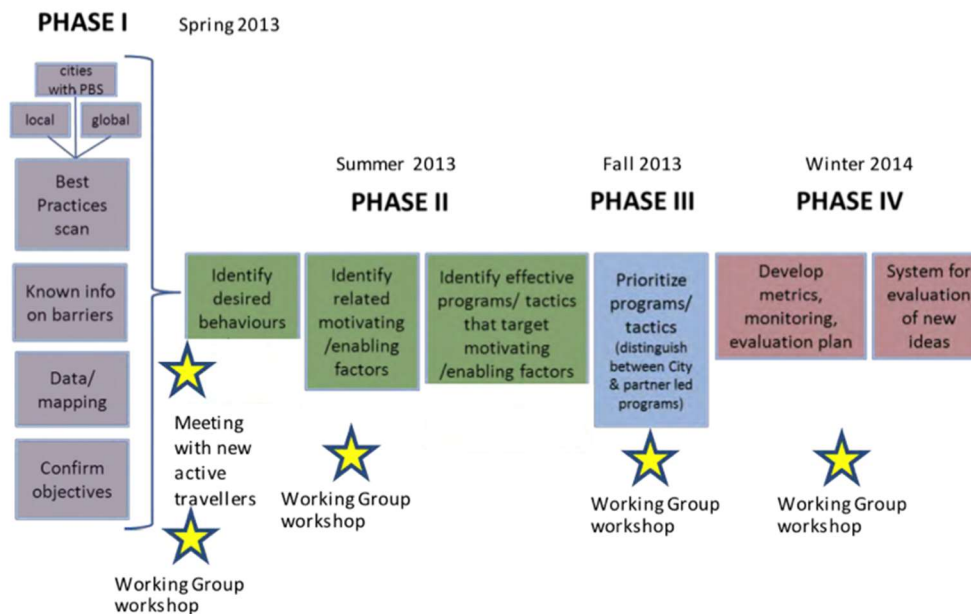 PHASE I
Spring 2013
cities
with PBS
local
global
Best
Practices
scan
Known info
on barriers
Data/
mapping
Confirm
objectives
Summer 2013
PHASE II
Identify
desired
behaviours
Identify
related
motivating
/enabling
factors
Identify effective
programs/ tactics
that target
motivating
/enabling factors
Meeting
with new
active
travellers
Working Group
workshop
Working Group
workshop
Fall 2013
PHASE III
Prioritize
programs/
tactics
(distinguish
between City
& partner led
programs)
Working Group
workshop
Winter 2014
PHASE IV
Develop
metrics,
monitoring,
evaluation plan
System for
evaluation
of new
ideas
Working Group
workshop